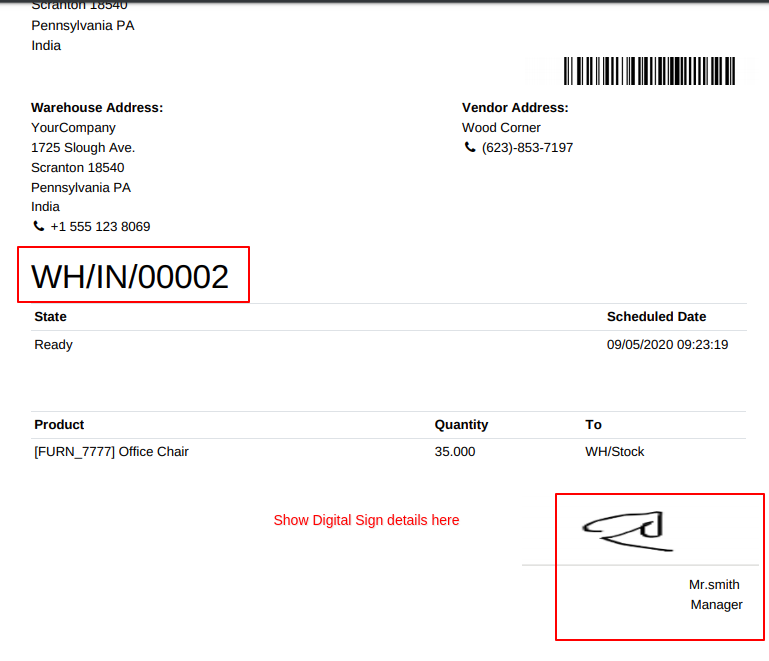 Scranton 18540
Pennsylvania PA
India
Warehouse Address:
YourCompany
1725 Slough Ave.
Scranton 18540
Pennsylvania PA
India
+1 555 123 8069
Vendor Address:
Wood Corner
(623)-853-7197
WH/IN/00002
State Scheduled Date
Ready 09/05/2020 09:23:19
Product Quantity To
[FURN_7777] Office Chair 35.000 WH/Stock
Show Digital Sign details here
Mr.smith
Manager